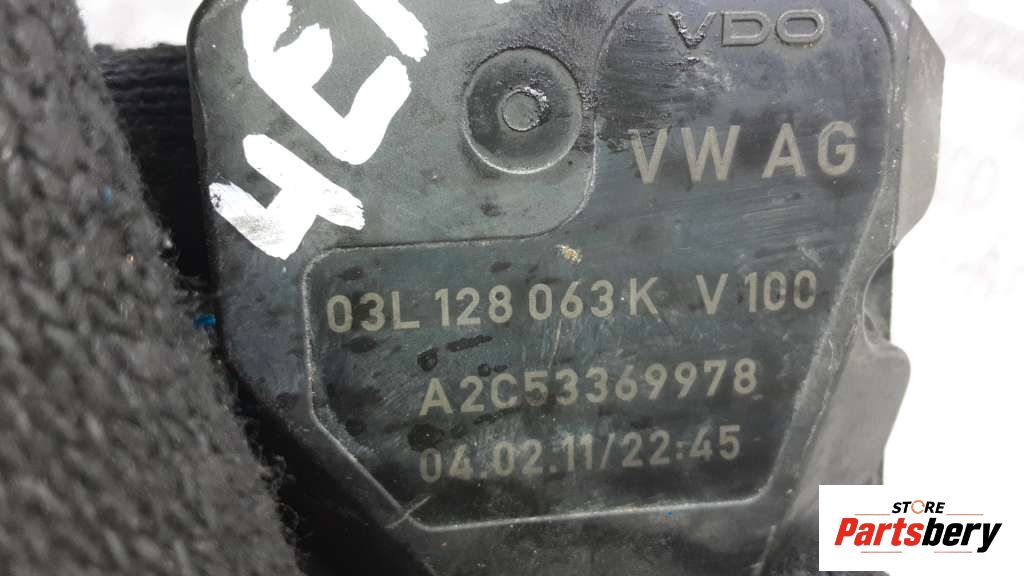 VDO
VW AG
03L 128 063 K V 100
A2C53369978
04.02.11/22:45
STORE
Partsbery